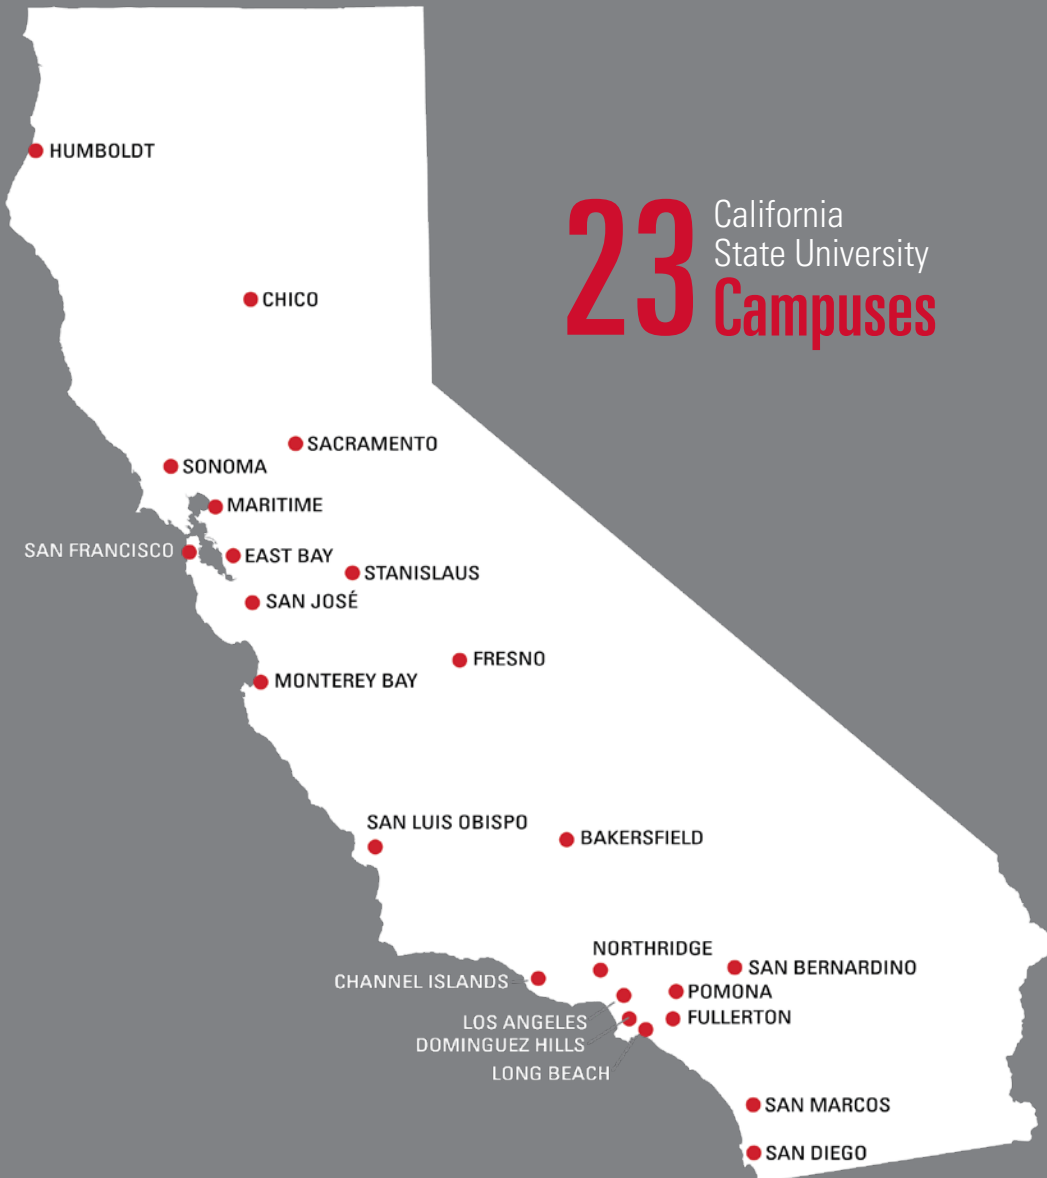 HUMBOLDT
23
California
State University
Campuses
CHICO
SACRAMENTO
SONOMA
MARITIME
SAN FRANCISCO
EAST BAY
STANISLAUS
SAN JOSÉ
FRESNO
MONTEREY BAY
SAN LUIS OBISPO
BAKERSFIELD
NORTHRIDGE
SAN BERNARDINO
CHANNEL ISLANDS
POMONA
LOS ANGELES
FULLERTON
DOMINGUEZ HILLS
LONG BEACH
SAN MARCOS
SAN DIEGO